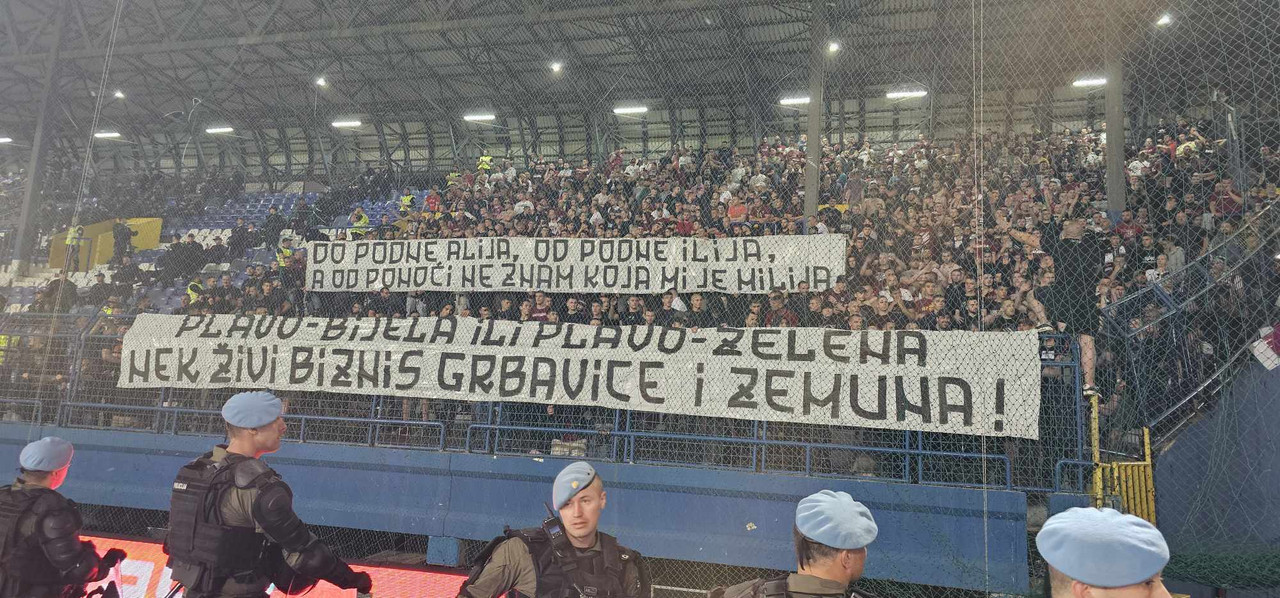 DO PODNE ALIJA, OD PODNE ILIJA,
A OD PONOĆI NE ZNAM KOJA MI JE MILIJA
PLAVO-BIJELA ILI PLAVO-ZELENA
NEK ŽIVI BIZNIS GRBAVICE I ZEMUNA!